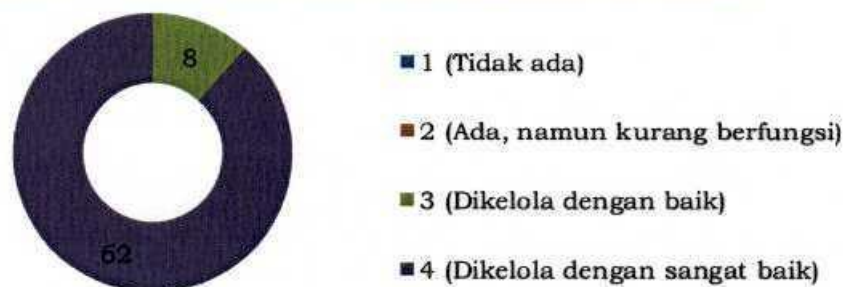 8
62
1 (Tidak ada)
2 (Ada, namun kurang berfungsi)
3 (Dikelola dengan baik)
4 (Dikelola dengan sangat baik)